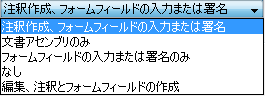 注釈作成、フォームフィールドの入力または署名
注釈作成、フォームフィールドの入力または署名
文書アセンブリのみ
フォームフィールドの入力または署名のみ
なし
編集、注釈とフォームフィールドの作成